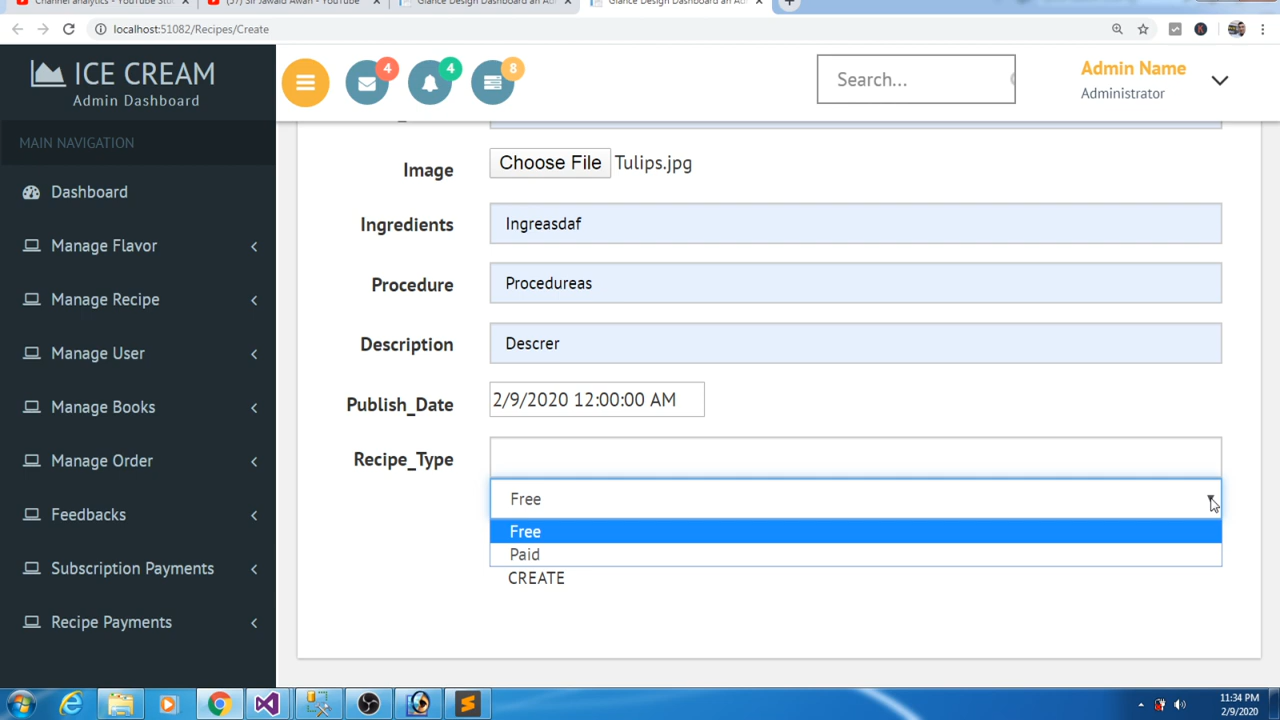 Channel analytics - YouTube Stu
(57) Sir Jawaid Awan - YouTube
Glance Design Dashboard an Adm
Glance Design Dashboard an Adm
localhost:51082/Recipes/Create
ICE CREAM
Admin Dashboard
4
4
8
Search...
Admin Name
Administrator
MAIN NAVIGATION
Dashboard
Manage Flavor
Manage Recipe
Manage User
Manage Books
Manage Order
Feedbacks
Subscription Payments
Recipe Payments
Image
Choose File Tulips.jpg
Ingredients
Ingreasdaf
Procedure
Procedureas
Description
Descrer
Publish_Date
2/9/2020 12:00:00 AM
Recipe_Type
Free
Free
Paid
CREATE
11:34 PM
2/9/2020